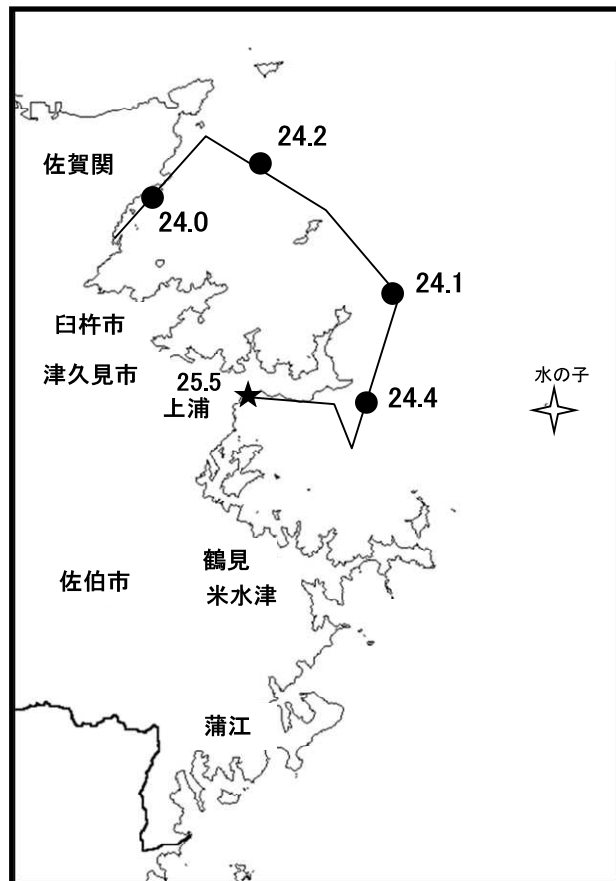 24.2
佐賀関
24.0
24.1
臼杵市
津久見市
25.5
上浦
24.4
水の子
鶴見
佐伯市
米水津
蒲江